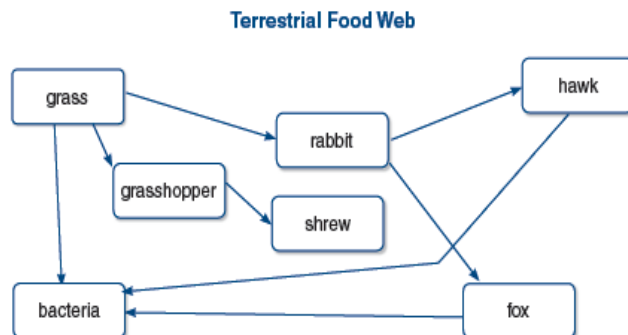 Terrestrial Food Web
grass
hawk
rabbit
grasshopper
shrew
bacteria
fox